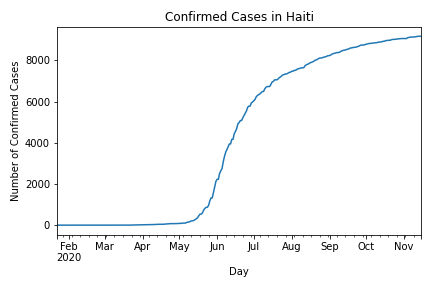 Confirmed Cases in Haiti
Number of Confirmed Cases
8000
6000
4000
2000
0
Feb Mar Apr May Jun Jul Aug Sep Oct Nov
2020
Day